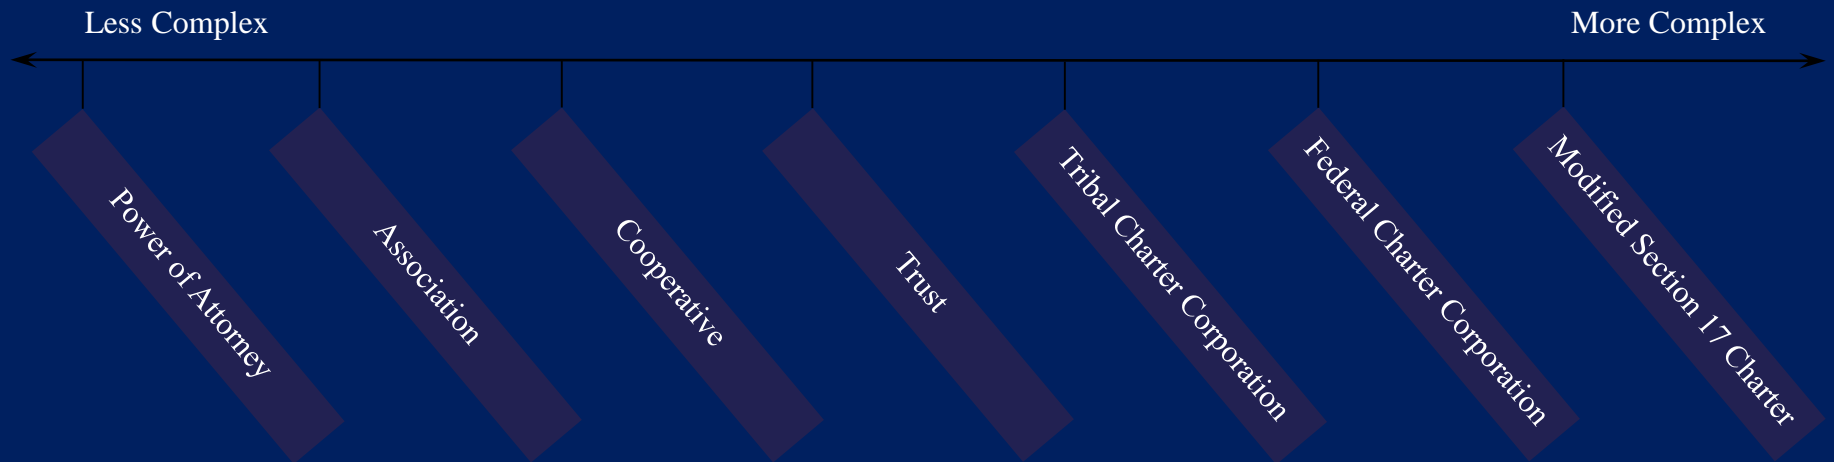 Less Complex
More Complex
Power of Attorney
Association
Cooperative
Trust
Tribal Charter Corporation
Federal Charter Corporation
Modified Section 17 Charter